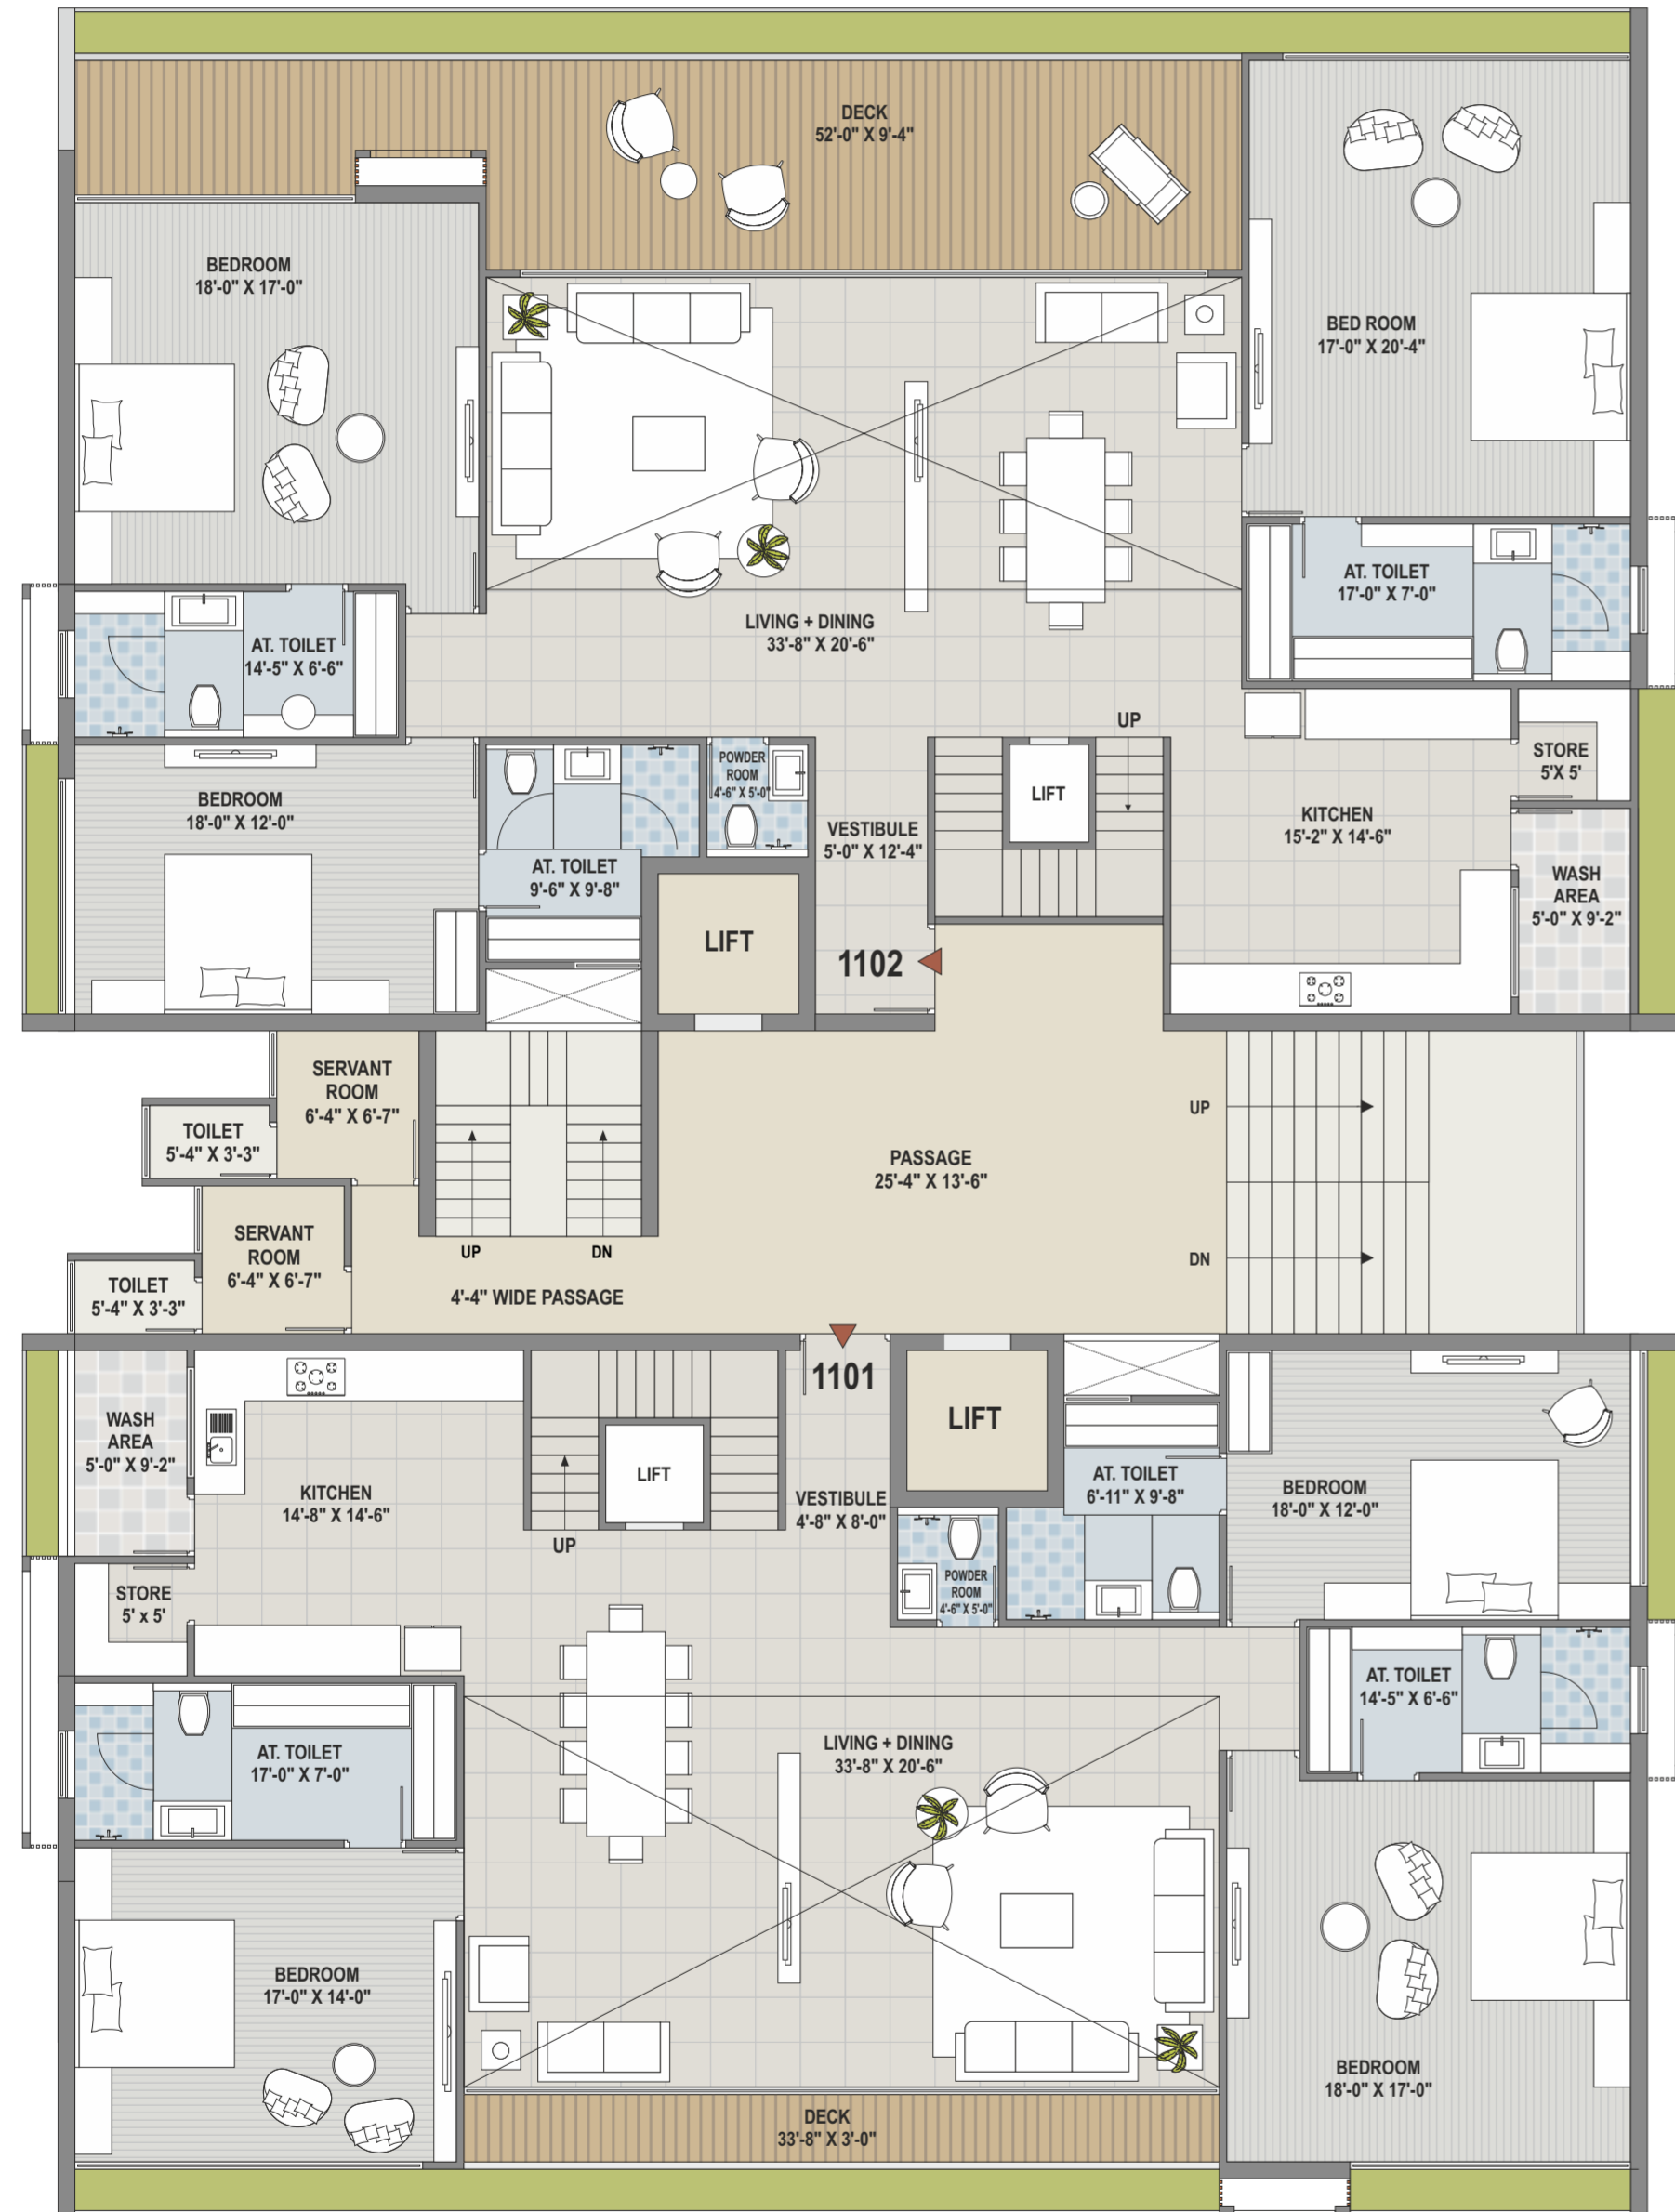 DECK
52'-0" X 9'-4"
BEDROOM
18'-0" X 17'-0"
BED ROOM
17'-0" X 20'-4"
AT. TOILET
17'-0" X 7'-0"
LIVING + DINING
33'-8" X 20'-6"
AT. TOILET
14'-5" X 6'-6"
UP
STORE
5'X 5'
POWDER
ROOM
4'-6" X 5'-0"
LIFT
BEDROOM
18'-0" X 12'-0"
VESTIBULE
5'-0" X 12'-4"
KITCHEN
15'-2" X 14'-6"
AT. TOILET
9'-6" X 9'-8"
WASH
AREA
5'-0" X 9'-2"
LIFT
1102
SERVANT
ROOM
6'-4" X 6'-7"
TOILET
5'-4" X 3'-3"
UP
PASSAGE
25'-4" X 13'-6"
SERVANT
ROOM
6'-4" X 6'-7"
UP
DN
DN
TOILET
5'-4" X 3'-3"
4'-4" WIDE PASSAGE
1101
WASH
AREA
5'-0" X 9'-2"
LIFT
LIFT
KITCHEN
14'-8" X 14'-6"
AT. TOILET
6'-11" X 9'-8"
BEDROOM
18'-0" X 12'-0"
VESTIBULE
4'-8" X 8'-0"
UP
STORE
5' x 5'
POWDER
ROOM
4'-6" X 5'-0"
AT. TOILET
14'-5" X 6'-6"
AT. TOILET
17'-0" X 7'-0"
LIVING + DINING
33'-8" X 20'-6"
BEDROOM
17'-0" X 14'-0"
BEDROOM
18'-0" X 17'-0"
DECK
33'-8" X 3'-0"